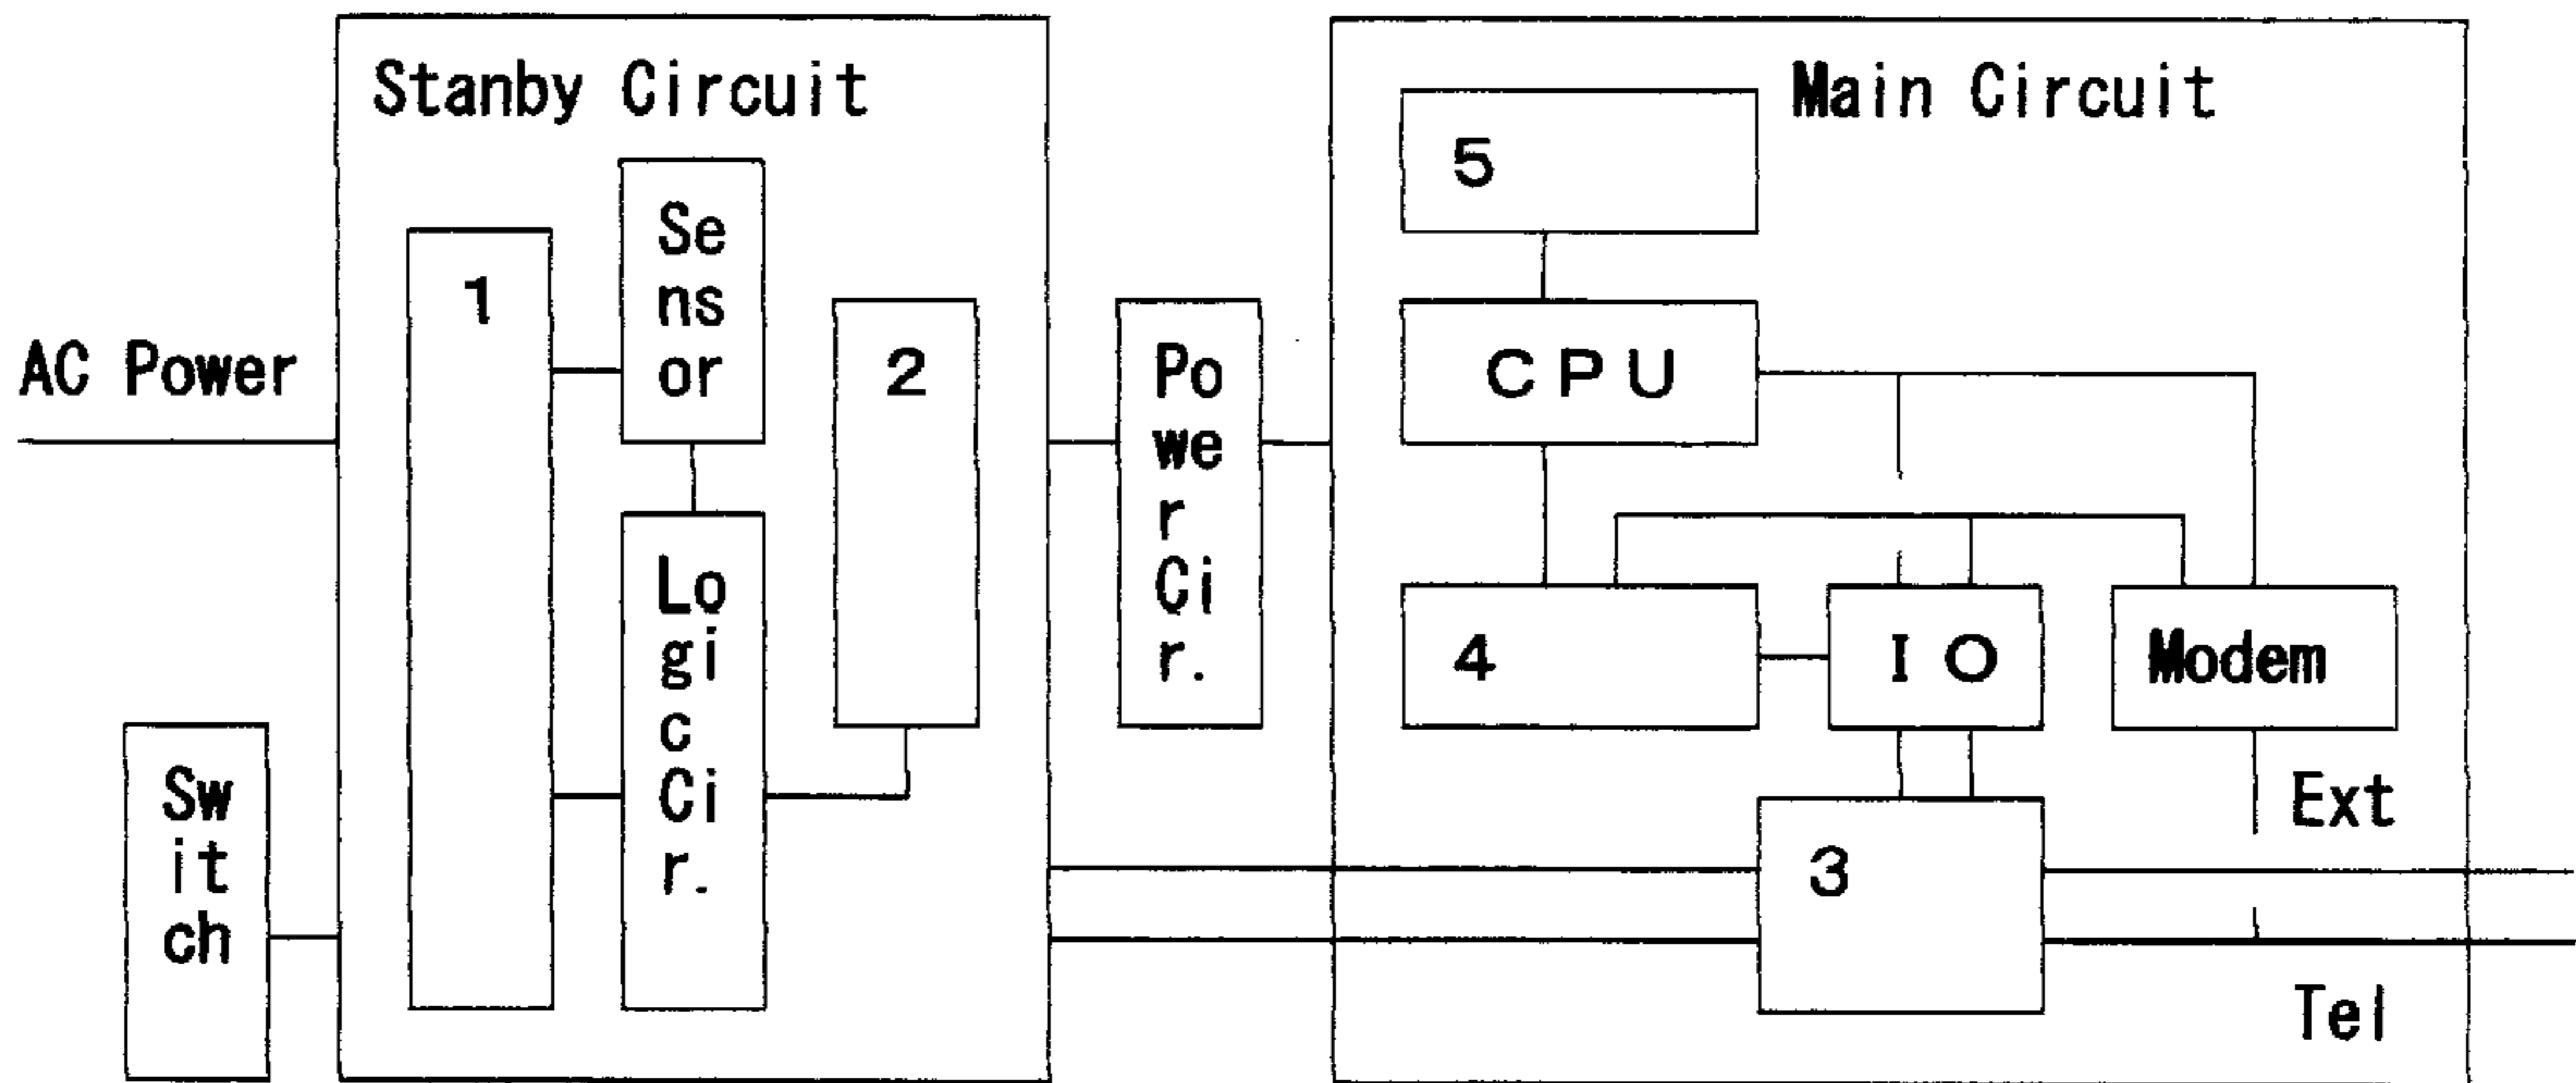 Stanby Circuit
Main Circuit
AC Power
1
Se
ns
or
2
Lo
gi
c
Ci
r.
Sw
it
ch
Po
we
r
Ci
r.
5
CPU
4
IO
Modem
3
Ext
Tel